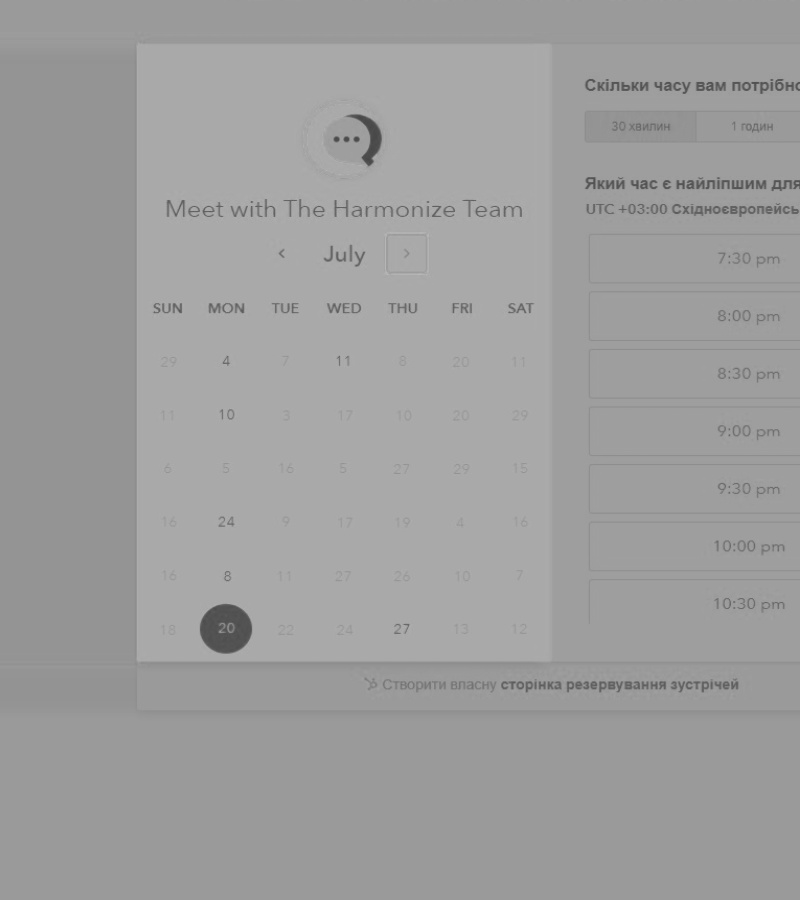 Meet with The Harmonize Team
July
SUN MON TUE WED THU FRI SAT
29 4 7 11 8 20 11
11 10 3 17 10 20 29
6 5 16 5 27 29 15
16 24 9 17 19 4 16
16 8 11 27 26 10 7
18 20 22 24 27 13 12
Скільки часу вам потрібно
30 хвилин 1 годин
Який час є найліпшим для
UTC +03:00 Східноєвропейсь
7:30 pm
8:00 pm
8:30 pm
9:00 pm
9:30 pm
10:00 pm
10:30 pm
Створити власну сторінка резервування зустрічей